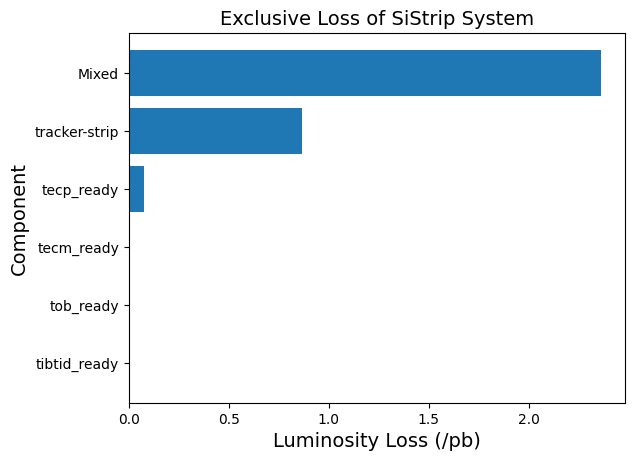 Exclusive Loss of SiStrip System
Component
Mixed
tracker-strip
tecp_ready
tecm_ready
tob_ready
tibtid_ready
0.0 0.5 1.0 1.5 2.0
Luminosity Loss (/pb)